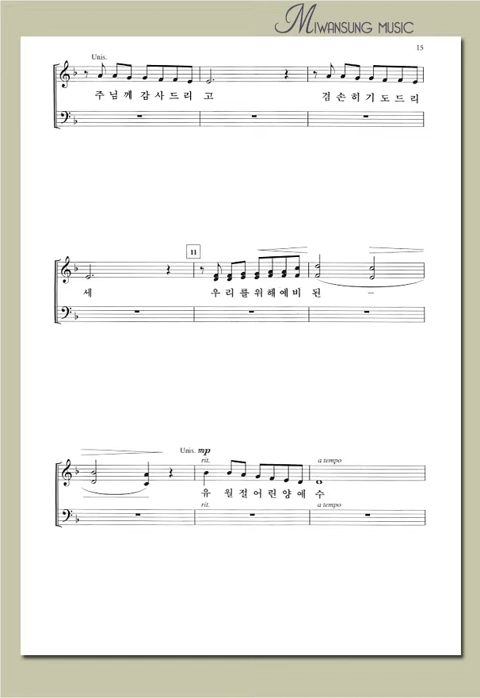 MIWANSUNG MUSIC
15
Unis.
주님께 감사드리 고 겸손히기도드리
11
세 우리를위해예비 된 –
Unis. mp
rit. a tempo
유 월절어린양예 수
rit. a tempo